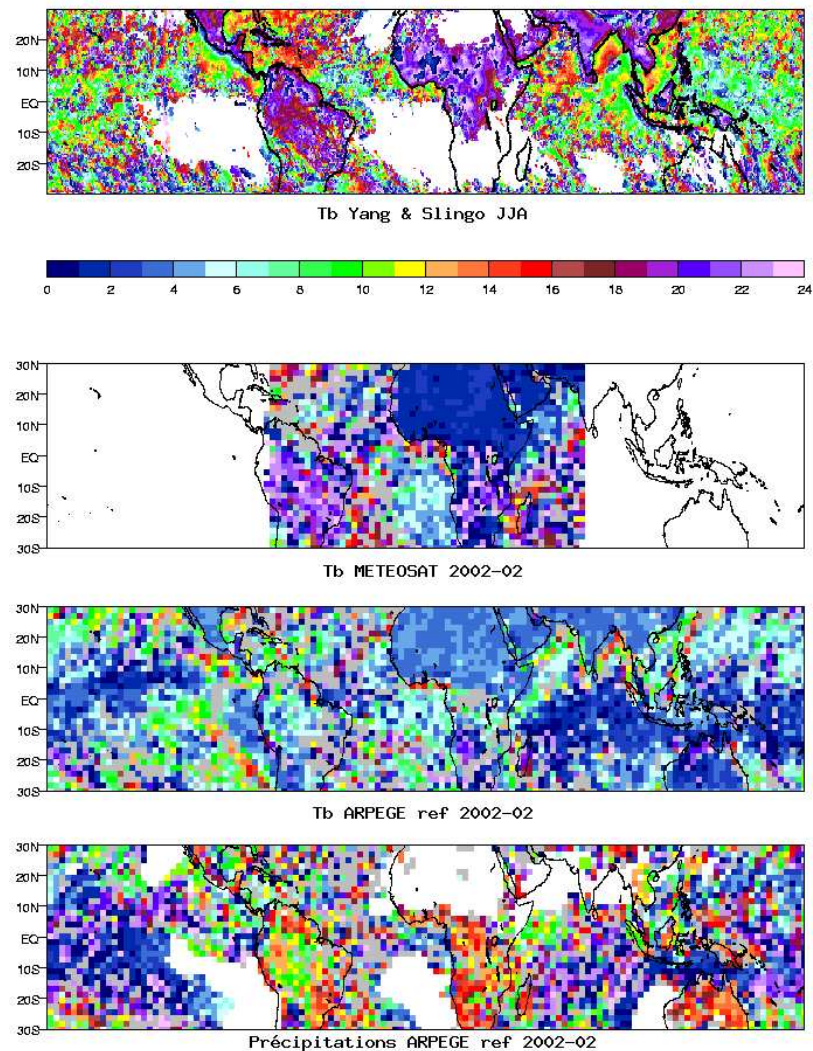 20N
10N
EQ
10S
20S
Tb Yang & Slingo JJA
0 2 4 6 8 10 12 14 16 18 20 22 24
30N
20N
10N
EQ
10S
20S
30S
Tb METEOSAT 2002-02
30N
20N
10N
EQ
10S
20S
30S
Tb ARPEGE ref 2002-02
30N
20N
10N
EQ
10S
20S
30S
Précipitations ARPEGE ref 2002-02